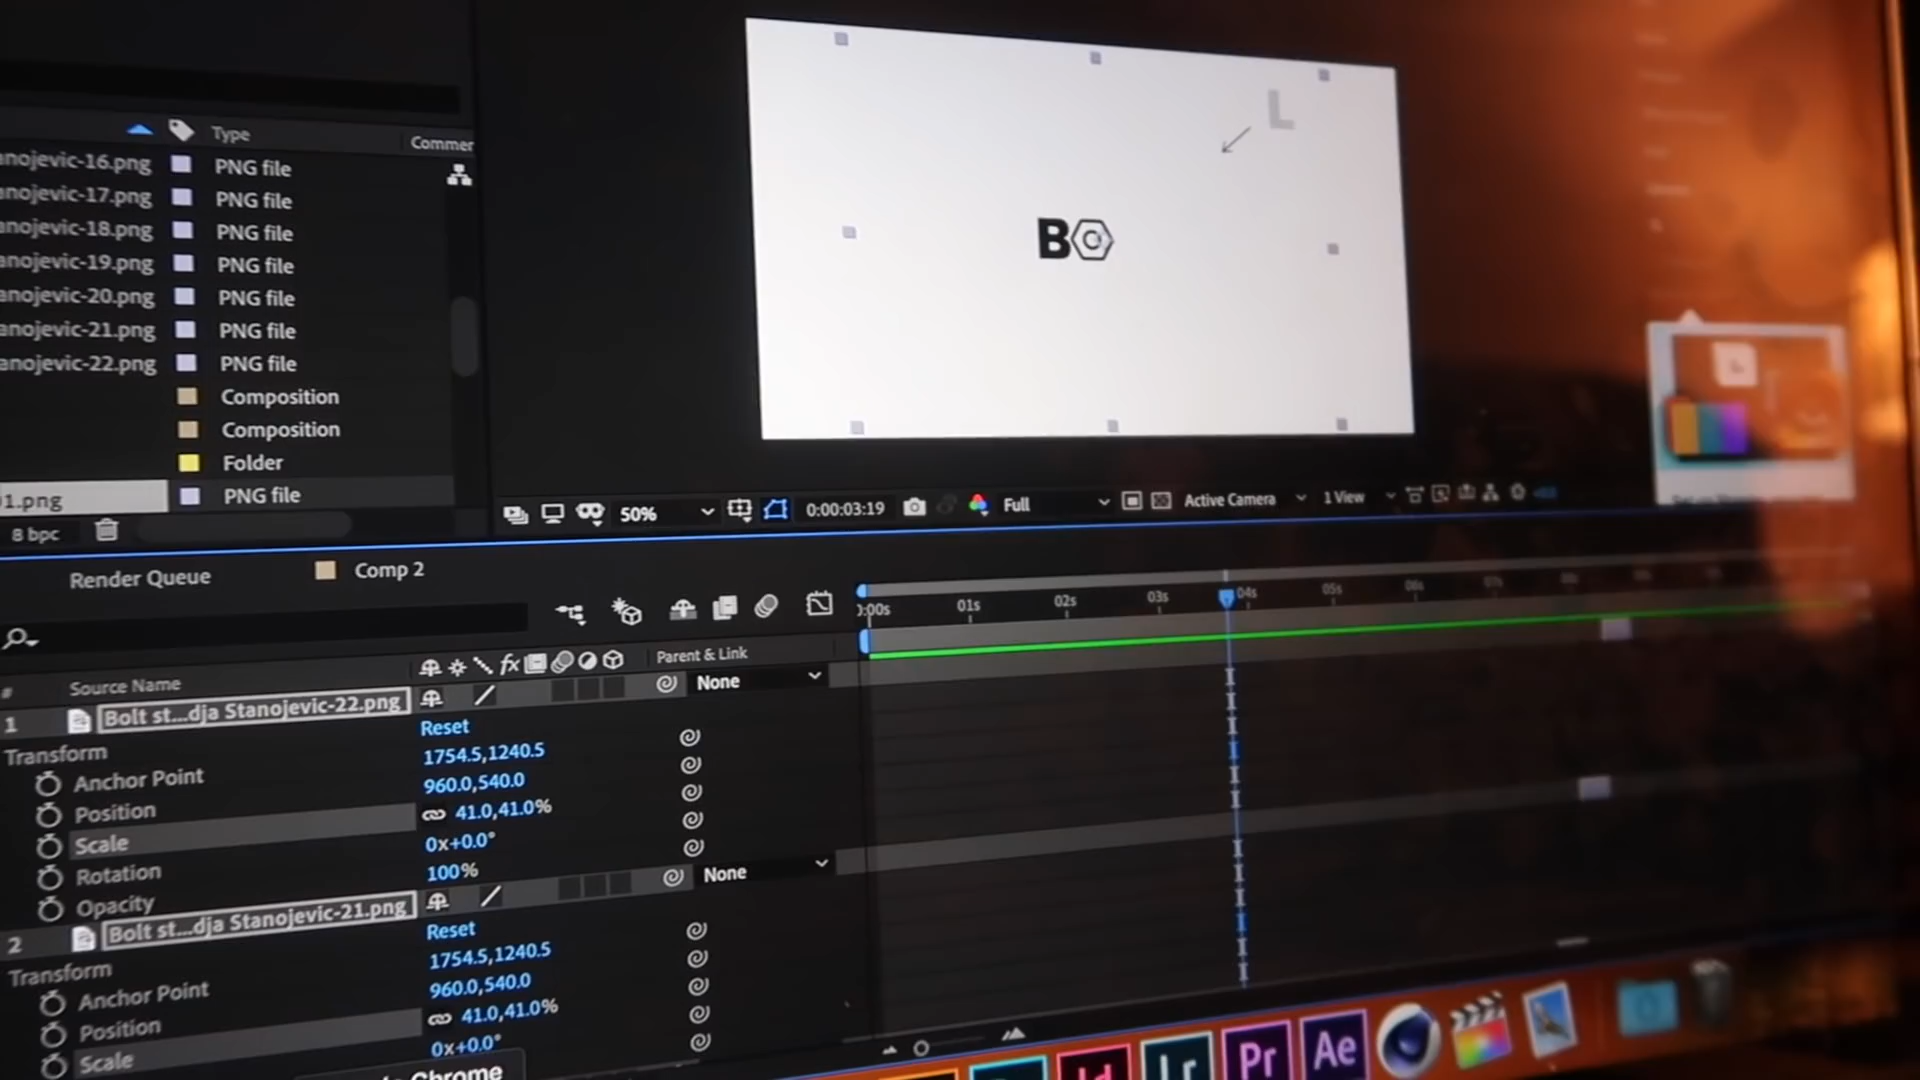 Type
Commen
anojevic-16.png PNG file
anojevic-17.png PNG file
anojevic-18.png PNG file
anojevic-19.png PNG file
anojevic-20.png PNG file
anojevic-21.png PNG file
anojevic-22.png PNG file
Composition
Composition
Folder
1.png PNG file
8 bpc
L
B
50%
0:00:03:19
Full
Active Camera
1 View
Render Queue
Comp 2
0:00s 01s 02s 03s 04s 05s 06s 07s
# Source Name
fx
Parent & Link
1 Bolt st...dja Stanojevic-22.png
None
Transform Reset
Anchor Point 1754.5,1240.5
Position 960.0,540.0
Scale 41.0,41.0%
Rotation 0x+0.0°
Opacity 100%
2 Bolt st...dja Stanojevic-21.png
None
Transform Reset
Anchor Point 1754.5,1240.5
Position 960.0,540.0
Scale 41.0,41.0%
0x+0.0°
Chrome
Id
Lr
Pr
Ae